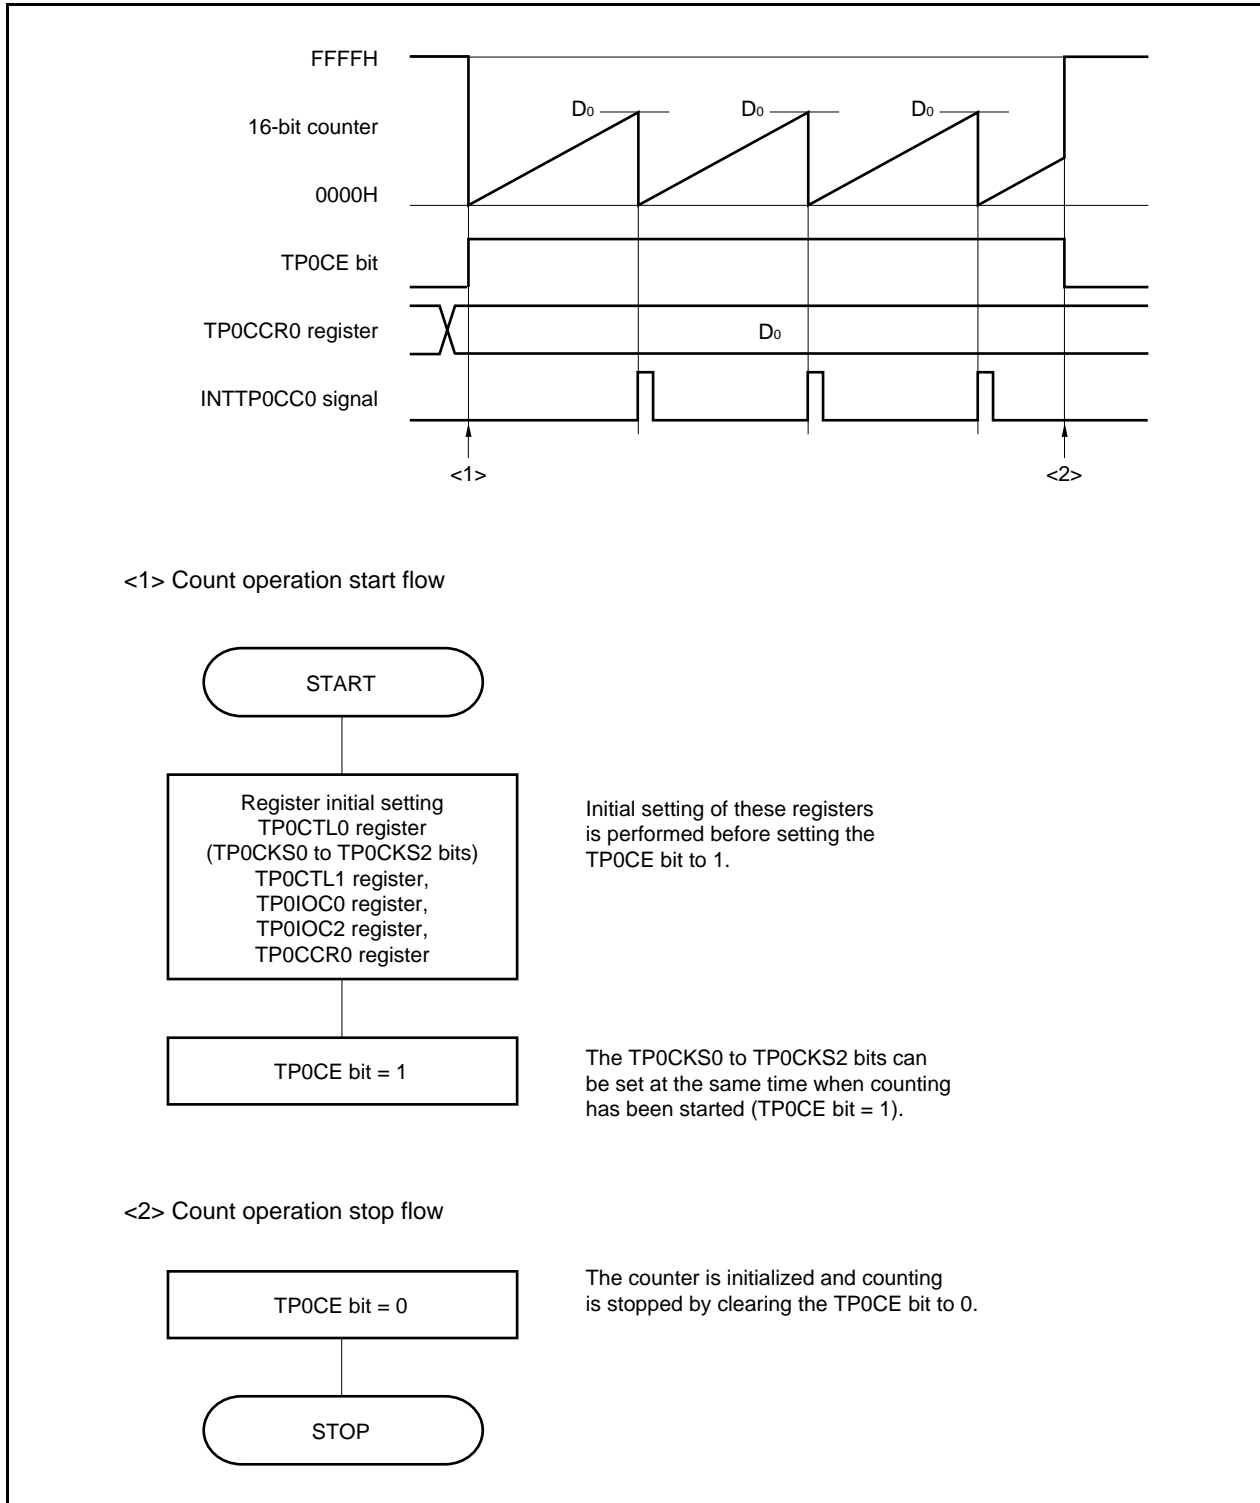 FFFFH
D0 D0 D0
16-bit counter
0000H
TP0CE bit
TP0CCR0 register
D0
INTTP0CC0 signal
<1> <2>
<1> Count operation start flow
START
Register initial setting
TP0CTL0 register
(TP0CKS0 to TP0CKS2 bits)
TP0CTL1 register,
TP0IOC0 register,
TP0IOC2 register,
TP0CCR0 register
Initial setting of these registers
is performed before setting the
TP0CE bit to 1.
TP0CE bit = 1
The TP0CKS0 to TP0CKS2 bits can
be set at the same time when counting
has been started (TP0CE bit = 1).
<2> Count operation stop flow
TP0CE bit = 0
The counter is initialized and counting
is stopped by clearing the TP0CE bit to 0.
STOP